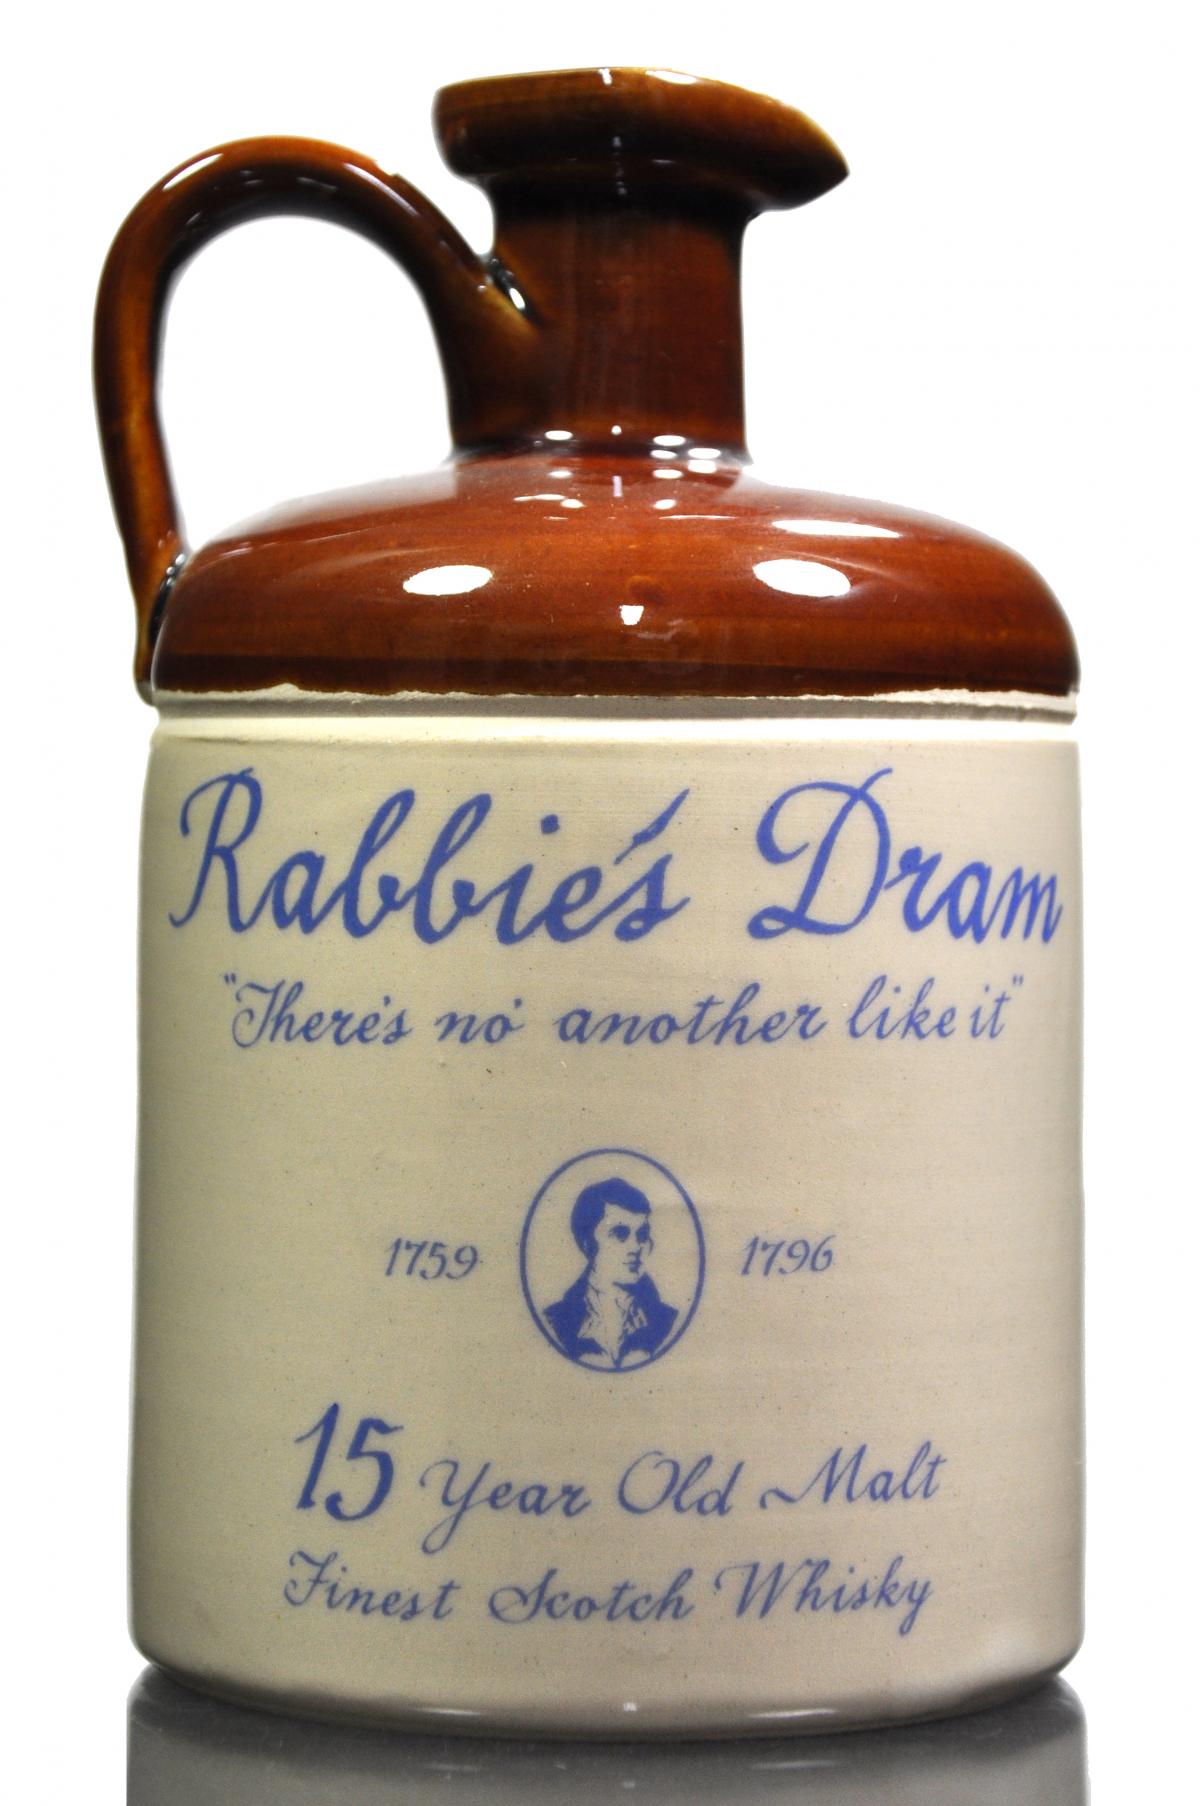 Rabbie's Dram
"There's no' another like it"
1759 1796
15 Year Old Malt
Finest Scotch Whisky